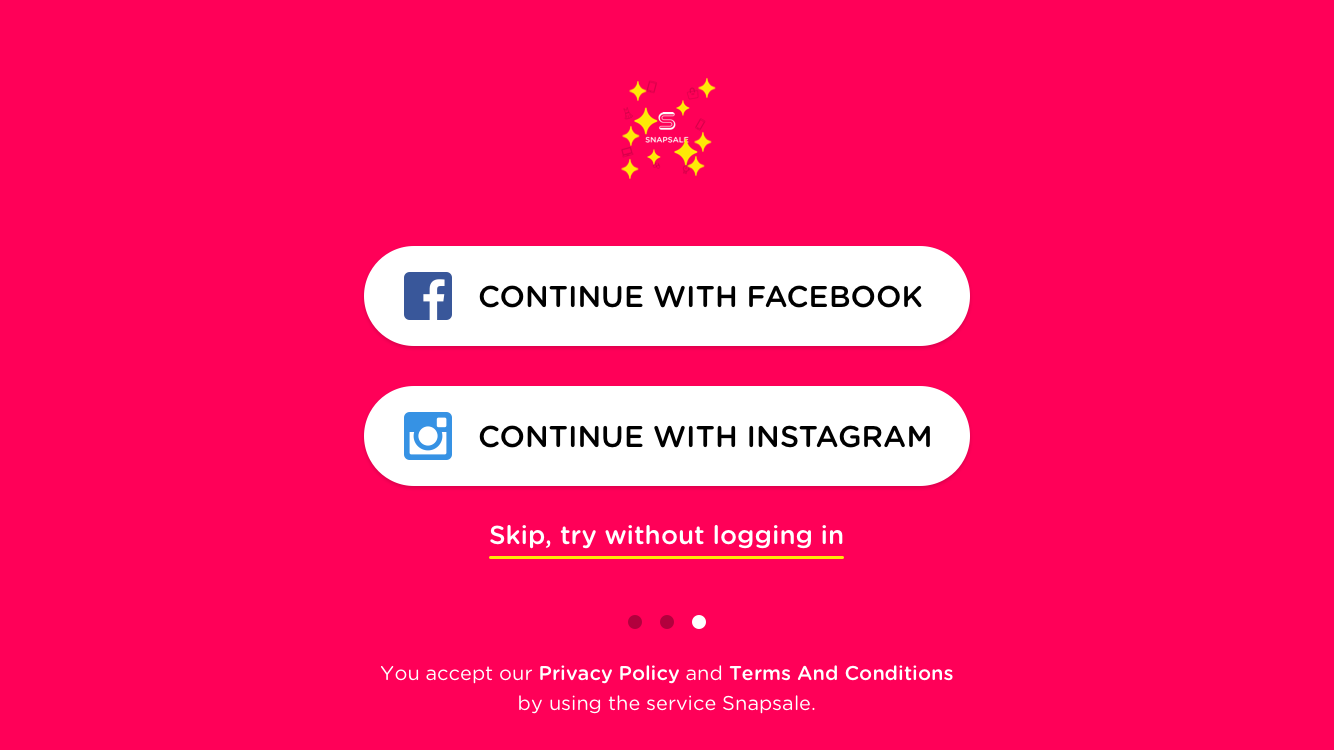 SNAPSALE
CONTINUE WITH FACEBOOK
CONTINUE WITH INSTAGRAM
Skip, try without logging in
You accept our Privacy Policy and Terms And Conditions
by using the service Snapsale.